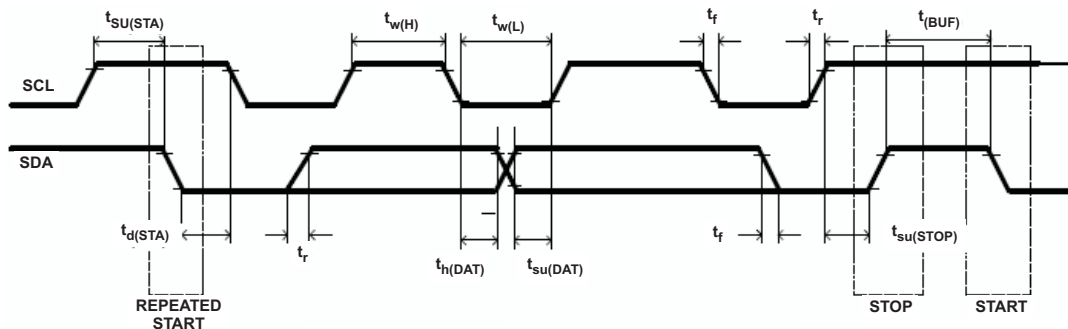 tSU(STA)
tw(H)
tw(L)
tf
tr
t(BUF)
SCL
SDA
td(STA)
tr
th(DAT)
tsu(DAT)
tf
tsu(STOP)
REPEATED
START
STOP
START